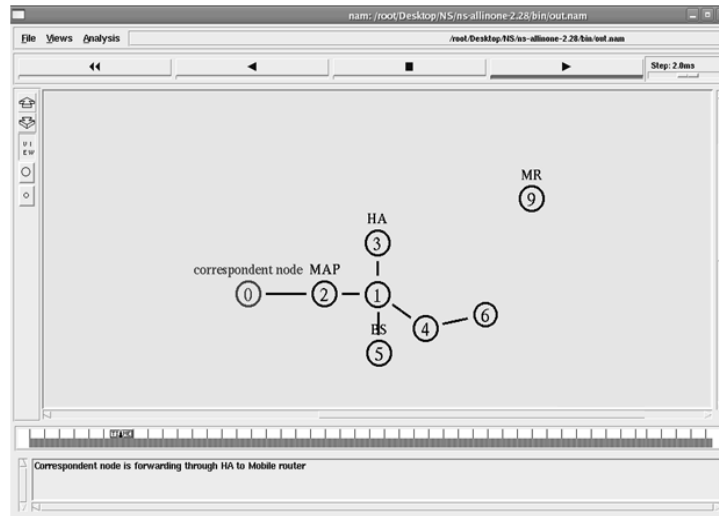 nam: /root/Desktop/NS/ns-allinone-2.28/bin/out.nam
File Views Analysis /root/Desktop/NS/ns-allinone-2.28/bin/out.nam
Step: 2.0ms
VI
EW
MR
9
HA
3
correspondent node MAP
0 2 1
6
4
BS
5
Correspondent node is forwarding through HA to Mobile router